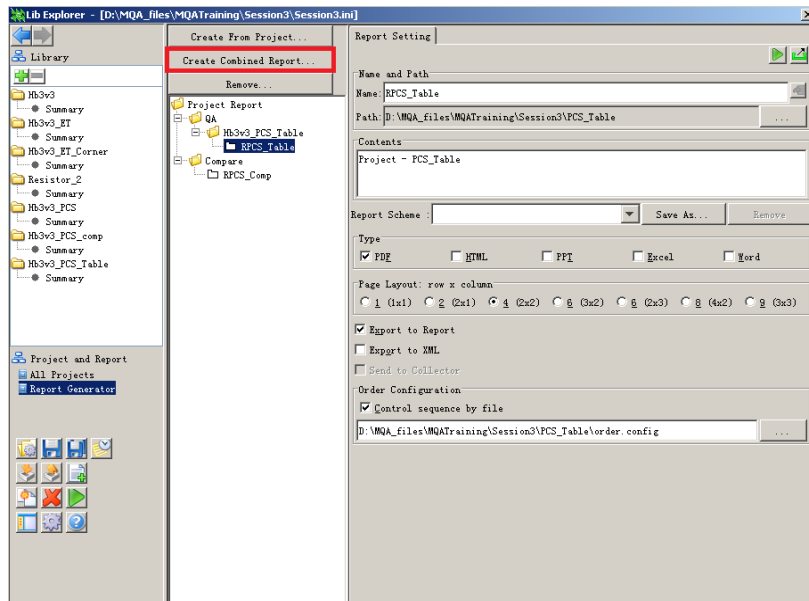 Lib Explorer - [D:\MQA_files\MQATraining\Session3\Session3.ini]
Library
Hb3v3
Summary
Hb3v3_ET
Summary
Hb3v3_ET_Corner
Summary
Resistor_2
Summary
Hb3v3_PCS
Summary
Hb3v3_PCS_comp
Summary
Hb3v3_PCS_Table
Summary
Project and Report
All Projects
Report Generator
Create From Project...
Create Combined Report...
Remove...
Project Report
QA
Hb3v3_PCS_Table
RPCS_Table
Compare
RPCS_Comp
Report Setting
Name and Path
Name: RPCS_Table
Path: D:\MQA_files\MQATraining\Session3\PCS_Table ...
Contents
Project - PCS_Table
Report Scheme : Save As... Remove
Type
PDF HTML PPT Excel Word
Page Layout: row x column
1 (1x1) 2 (2x1) 4 (2x2) 6 (3x2) 6 (2x3) 8 (4x2) 9 (3x3)
Export to Report
Export to XML
Send to Collector
Order Configuration
Control sequence by file
D:\MQA_files\MQATraining\Session3\PCS_Table\order.config ...